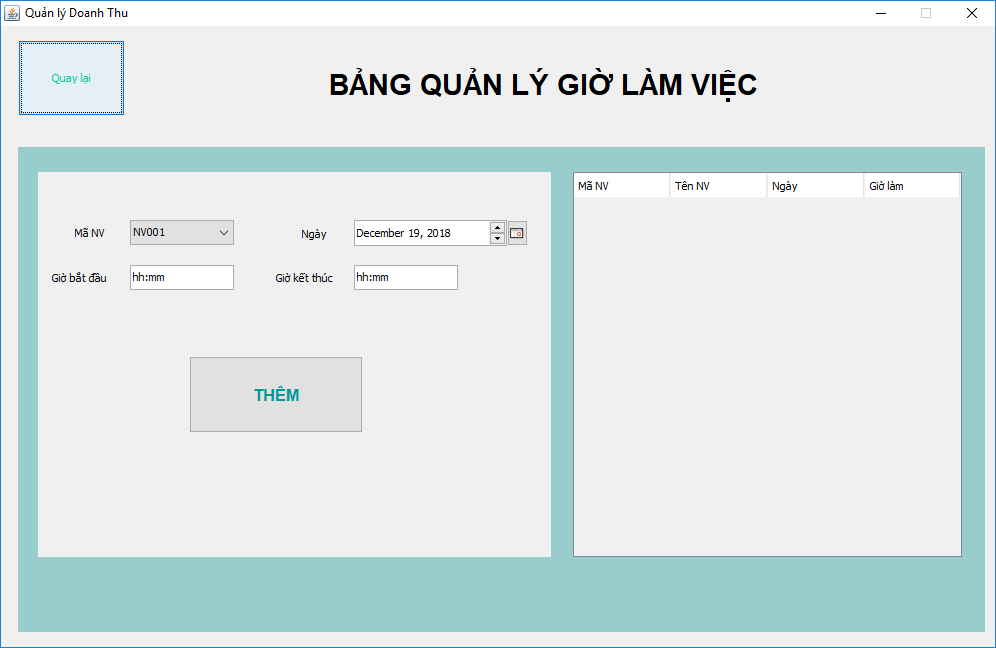 Quản lý Doanh Thu
Quay lại
BẢNG QUẢN LÝ GIỜ LÀM VIỆC
Mã NV NV001 Ngày December 19, 2018
Giờ bắt đầu hh:mm Giờ kết thúc hh:mm
THÊM
Mã NV Tên NV Ngày Giờ làm